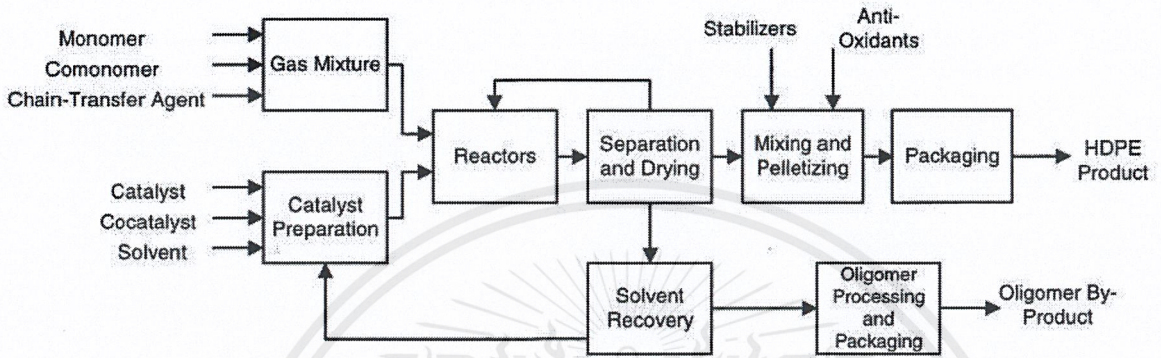 Monomer
Comonomer
Chain-Transfer Agent
Gas Mixture
Stabilizers
Anti-
Oxidants
Reactors
Separation
and Drying
Mixing and
Pelletizing
Packaging
HDPE
Product
Catalyst
Cocatalyst
Solvent
Catalyst
Preparation
Solvent
Recovery
Oligomer
Processing
and
Packaging
Oligomer By-
Product